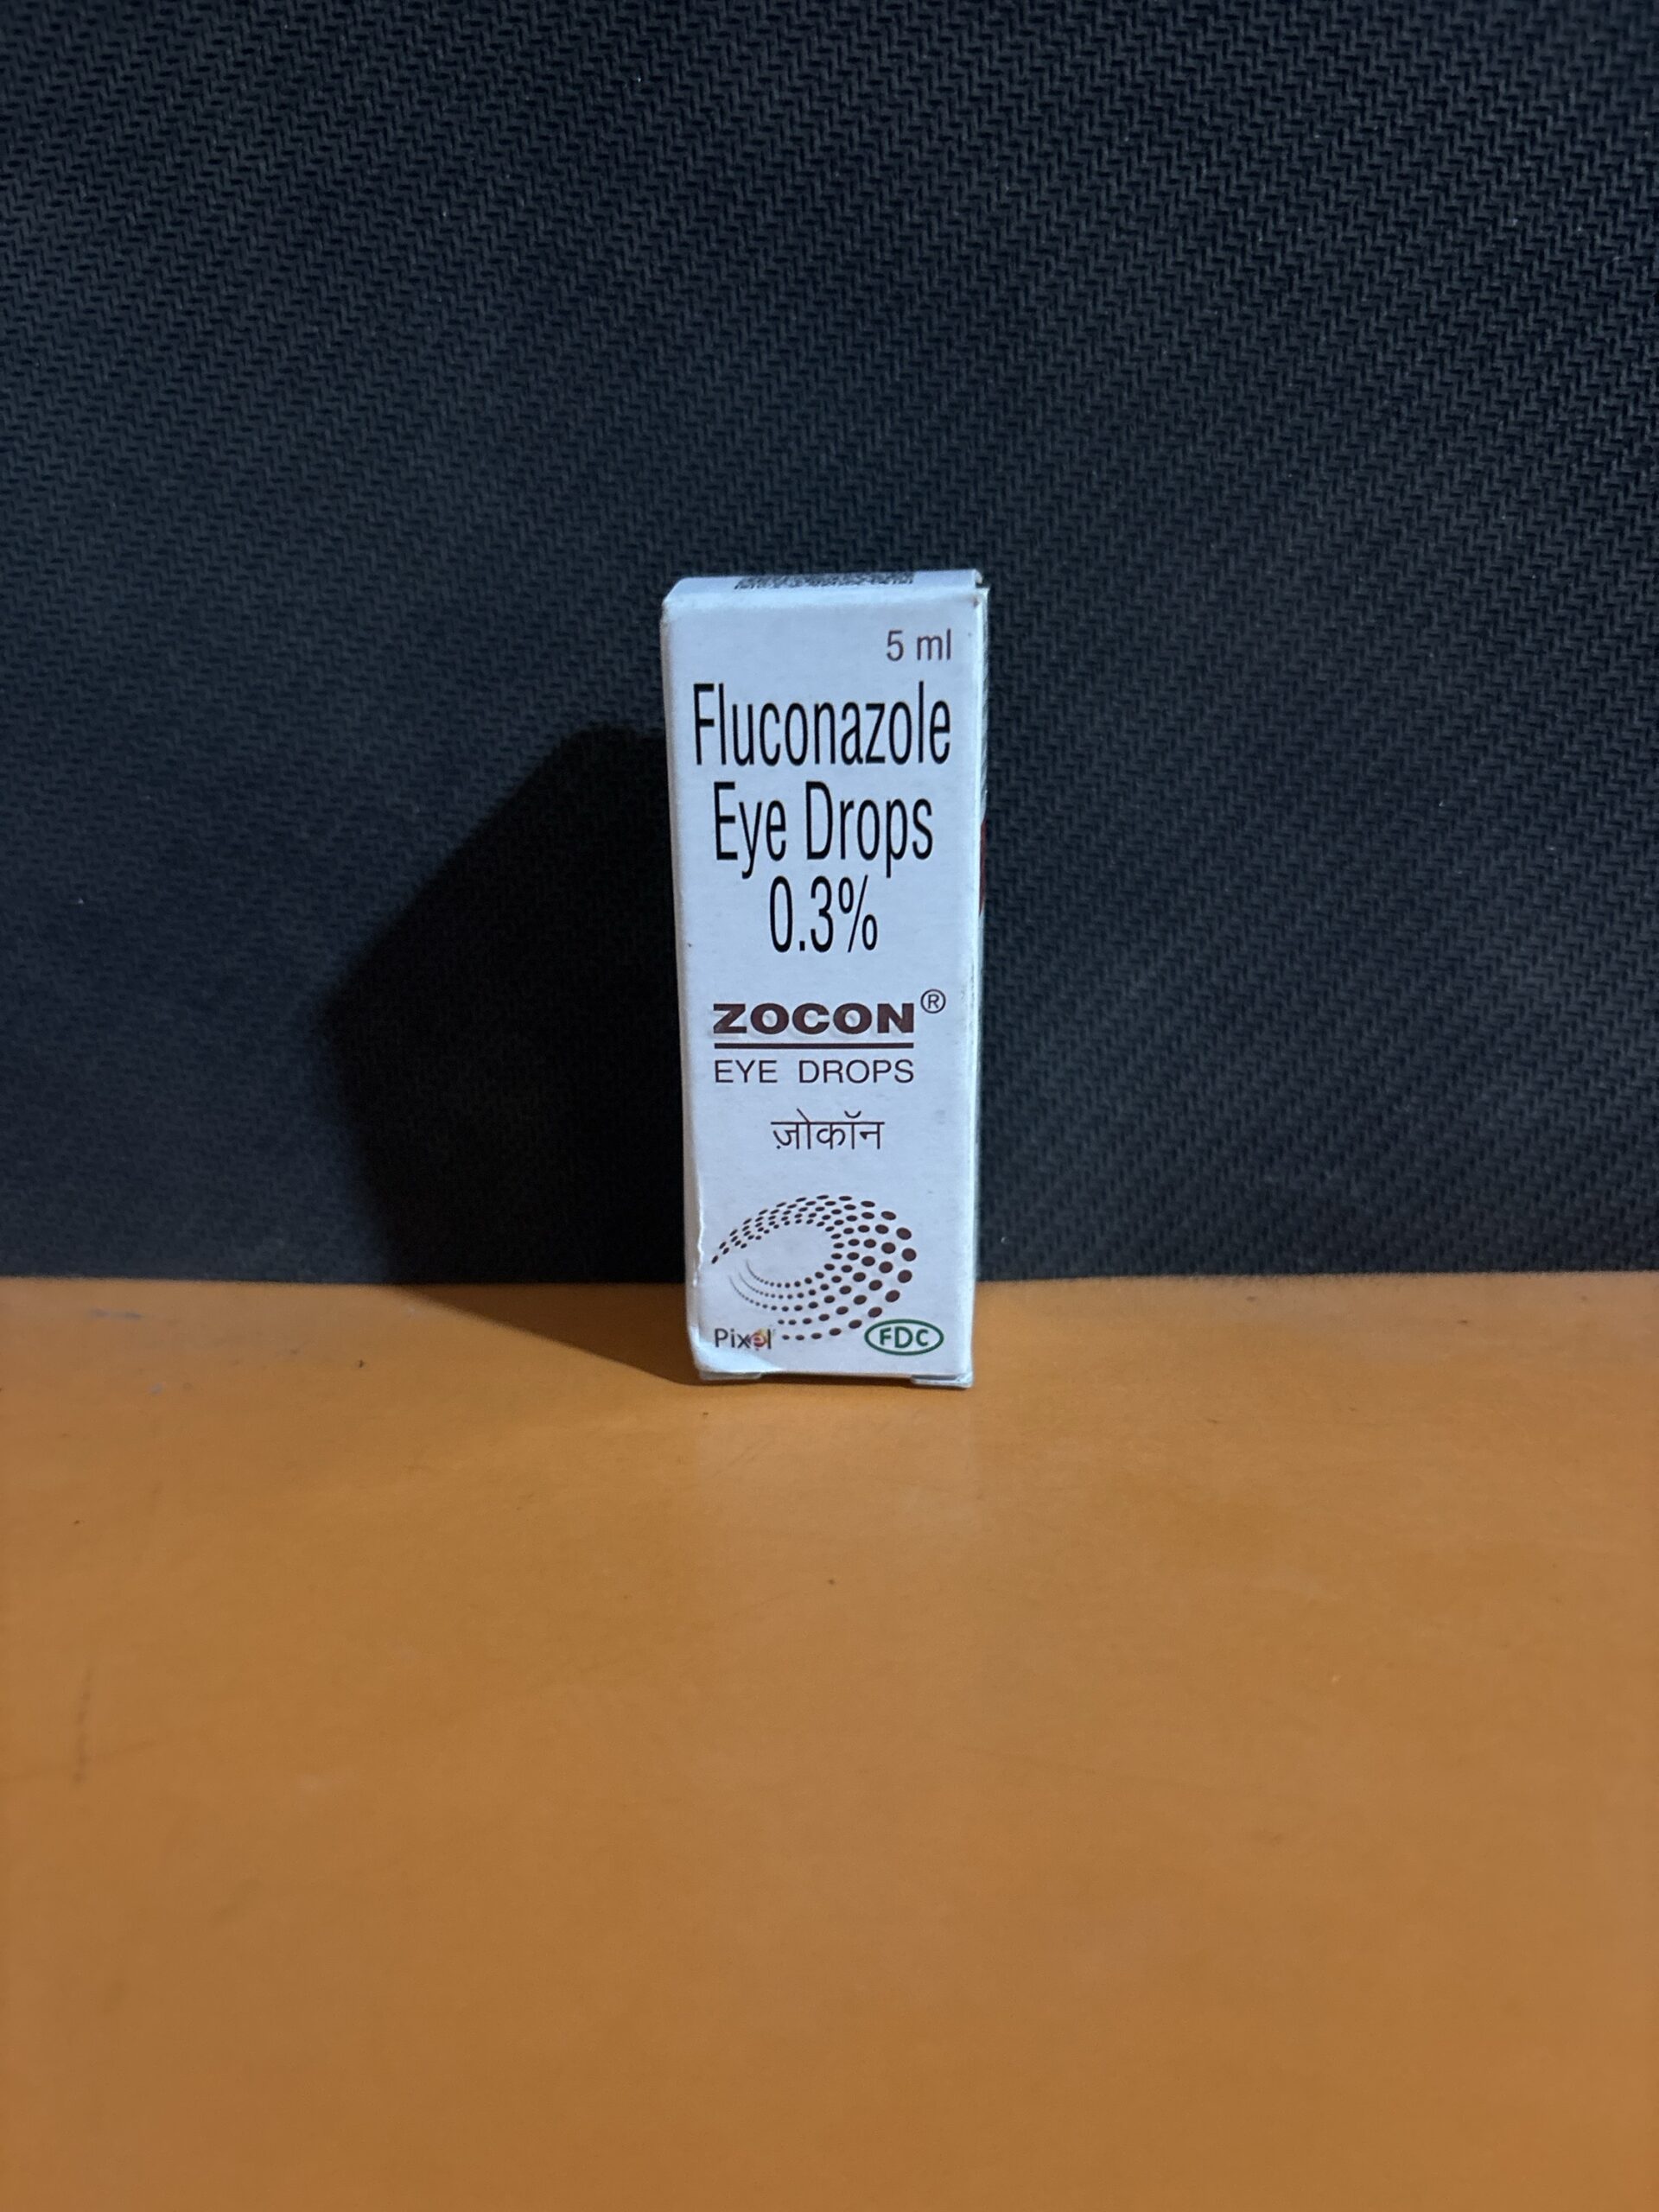 5 ml
Fluconazole
Eye Drops
0.3%
ZOCON®
EYE DROPS
ज़ोकॉन
Pixel
FDC